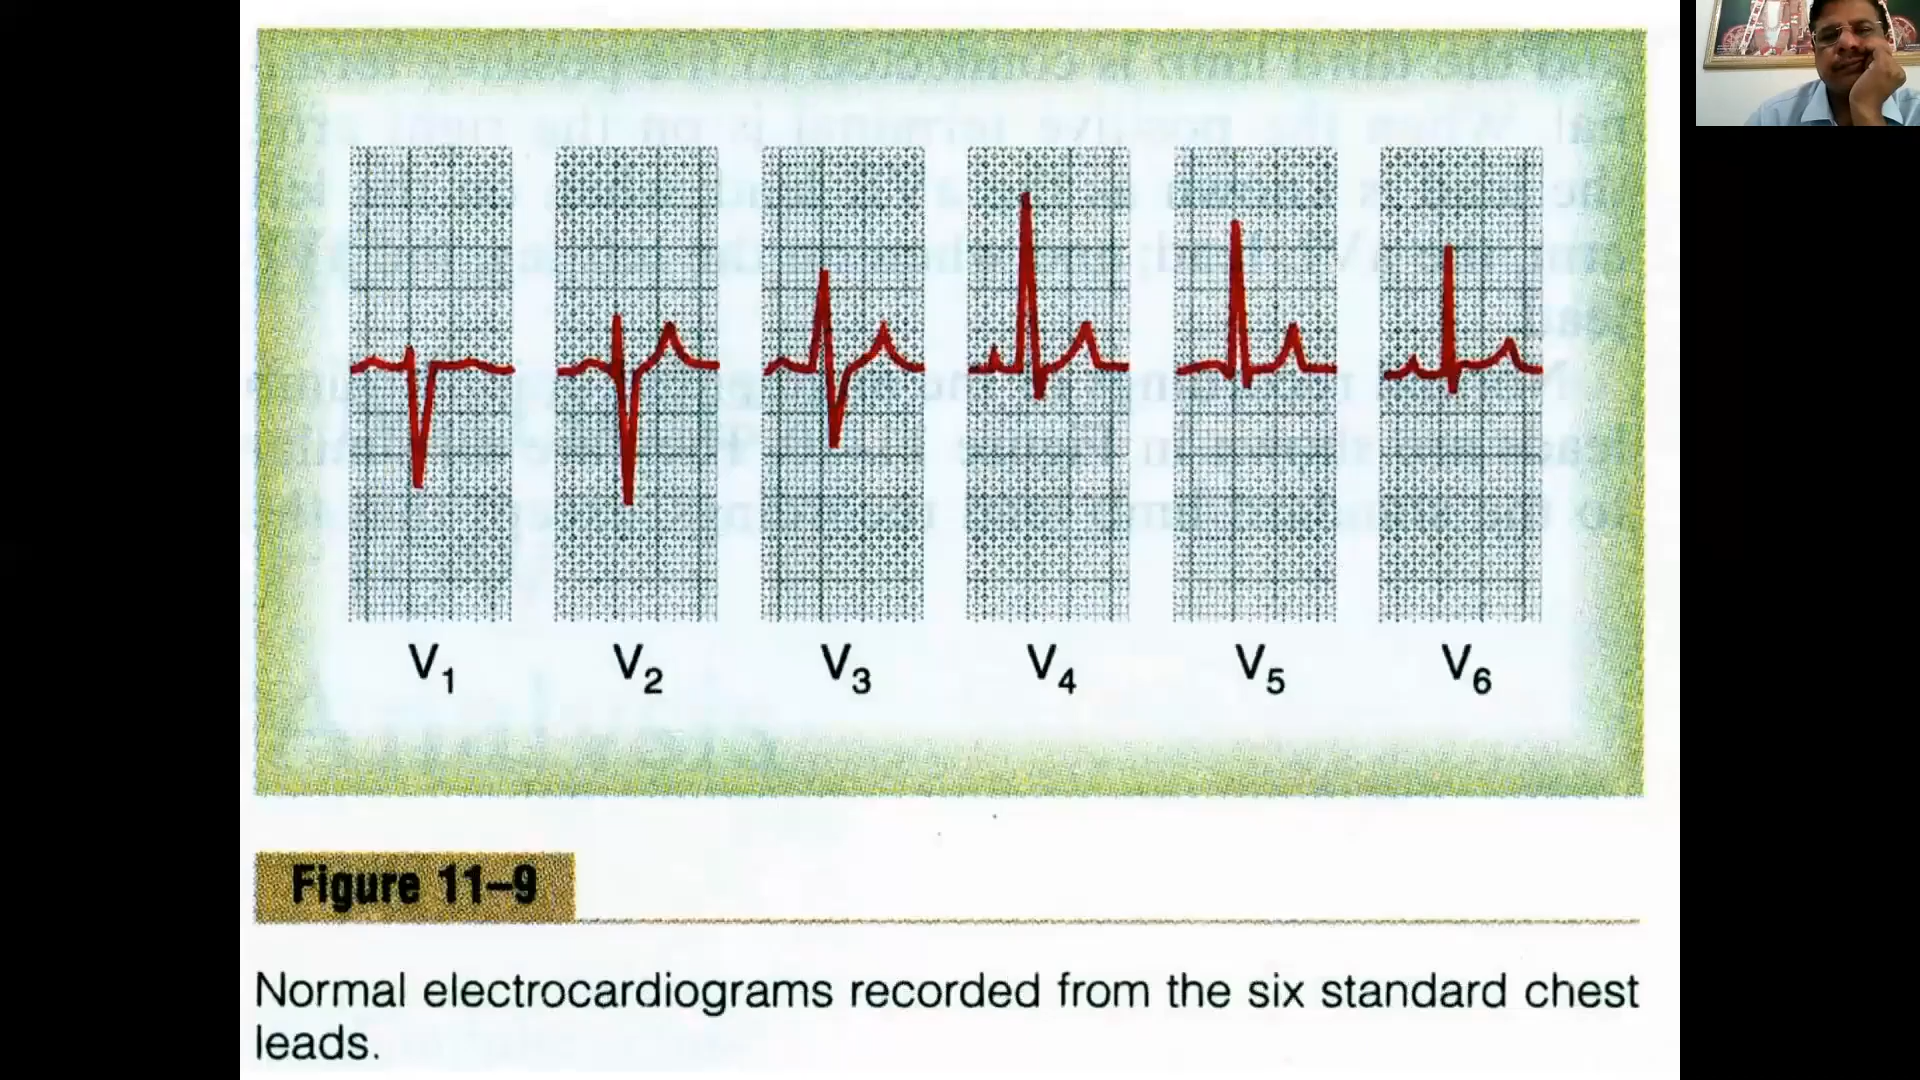 V1 V2 V3 V4 V5 V6
Figure 11–9
Normal electrocardiograms recorded from the six standard chest
leads.